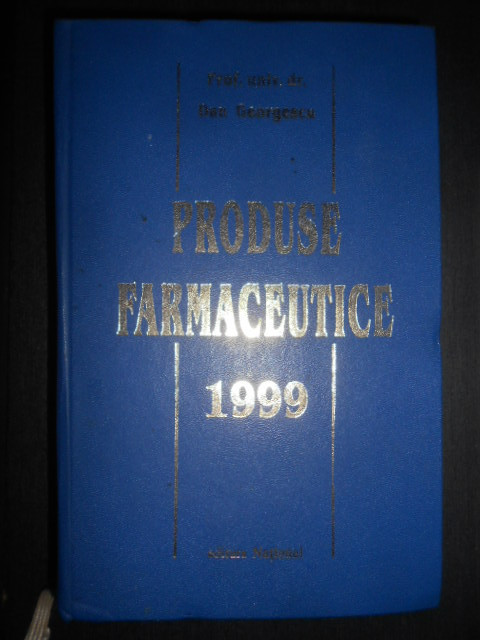 Prof. univ. dr.
Dan Georgescu
PRODUSE
FARMACEUTICE
1999